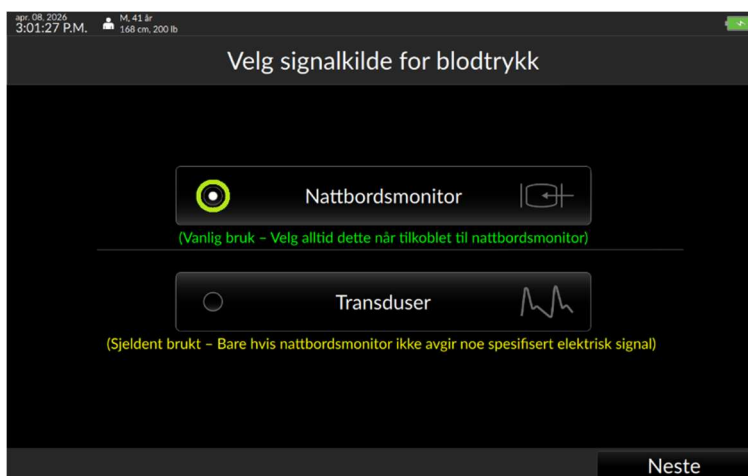 apr. 08, 2026
3:01:27 P.M.
M, 41 år
168 cm, 200 lb
Velg signalkilde for blodtrykk
Nattbordsmonitor
(Vanlig bruk – Velg alltid dette når tilkoblet til nattbordsmonitor)
Transduser
(Sjeldent brukt – Bare hvis nattbordsmonitor ikke avgir noe spesifisert elektrisk signal)
Neste